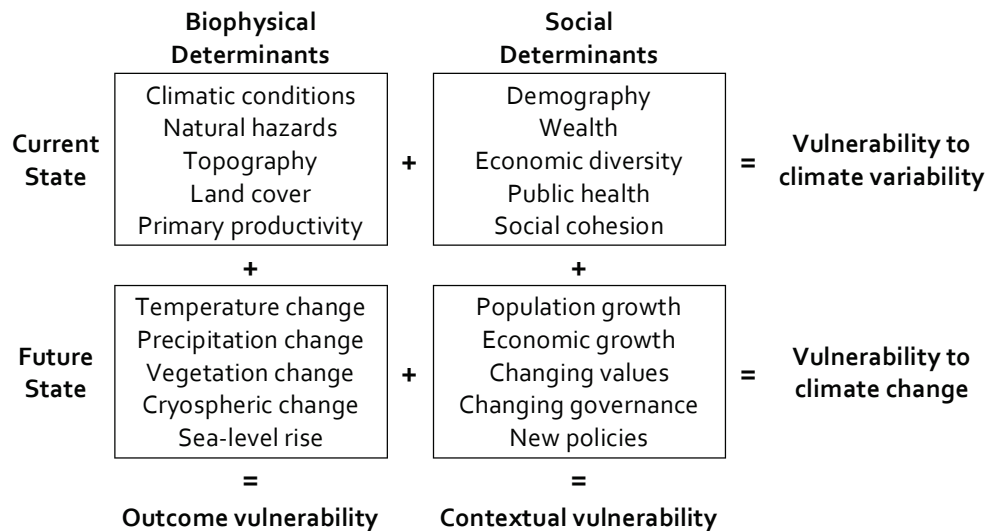 Biophysical
Determinants
Social
Determinants
Current
State
Climatic conditions
Natural hazards
Topography
Land cover
Primary productivity
+
Demography
Wealth
Economic diversity
Public health
Social cohesion
=
Vulnerability to
climate variability
+
+
Future
State
Temperature change
Precipitation change
Vegetation change
Cryospheric change
Sea-level rise
+
Population growth
Economic growth
Changing values
Changing governance
New policies
=
Vulnerability to
climate change
=
=
Outcome vulnerability
Contextual vulnerability